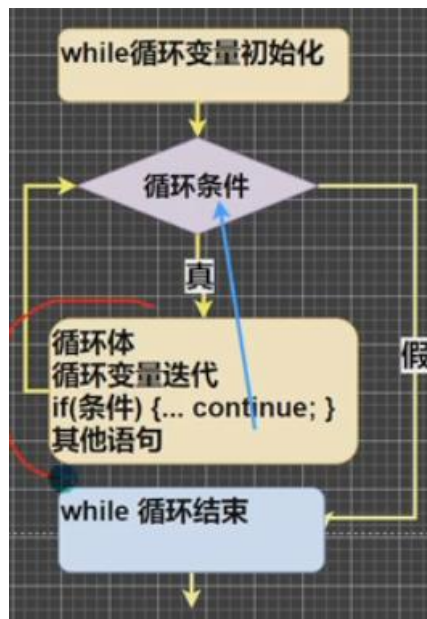 while循环变量初始化
循环条件
真
循环体
循环变量迭代
if(条件) {... continue; }
其他语句
假
while 循环结束